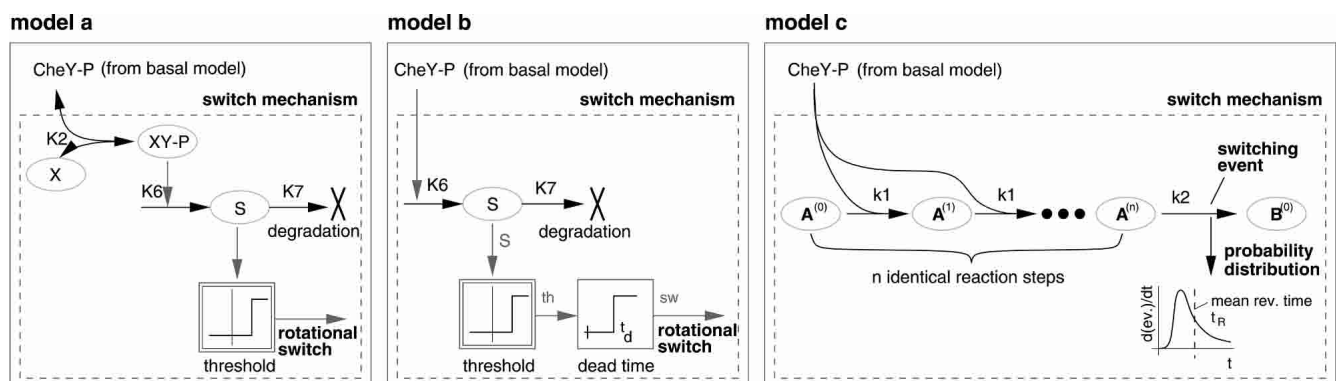 model a
CheY-P (from basal model)
switch mechanism
K2
XY-P
X
K6
S
K7
degradation
threshold
rotational
switch
model b
CheY-P (from basal model)
switch mechanism
K6
S
K7
degradation
S
th
t_d
sw
rotational
switch
threshold
dead time
model c
CheY-P (from basal model)
switch mechanism
switching
event
A^(0)
k1
A^(1)
k1
A^(n)
k2
B^(0)
n identical reaction steps
probability
distribution
d(ev.)/dt
mean rev. time
t_R
t